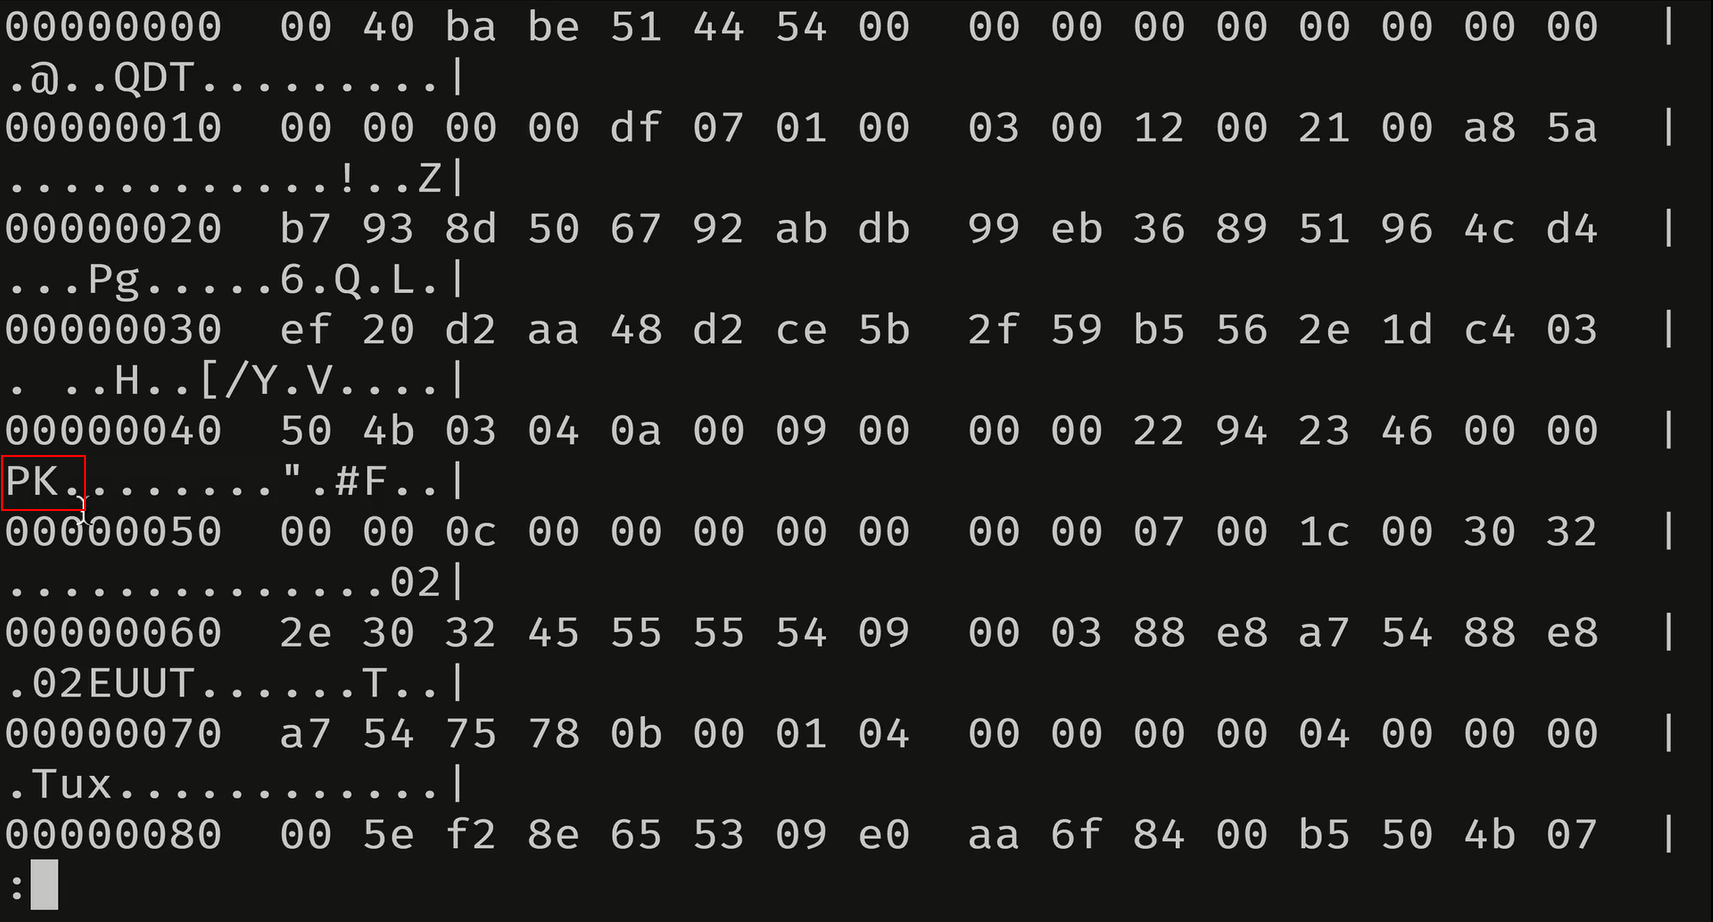 00000000  00 40 ba be 51 44 54 00  00 00 00 00 00 00 00 00  |
.@..QDT.........|
00000010  00 00 00 00 df 07 01 00  03 00 12 00 21 00 a8 5a  |
............!..Z|
00000020  b7 93 8d 50 67 92 ab db  99 eb 36 89 51 96 4c d4  |
...Pg.....6.Q.L.|
00000030  ef 20 d2 aa 48 d2 ce 5b  2f 59 b5 56 2e 1d c4 03  |
. ..H..[/Y.V....|
00000040  50 4b 03 04 0a 00 09 00  00 00 22 94 23 46 00 00  |
PK........".#F..|
00000050  00 00 0c 00 00 00 00 00  00 00 07 00 1c 00 30 32  |
..............02|
00000060  2e 30 32 45 55 55 54 09  00 03 88 e8 a7 54 88 e8  |
.02EUUT......T..|
00000070  a7 54 75 78 0b 00 01 04  00 00 00 00 04 00 00 00  |
.Tux............|
00000080  00 5e f2 8e 65 53 09 e0  aa 6f 84 00 b5 50 4b 07  |
: